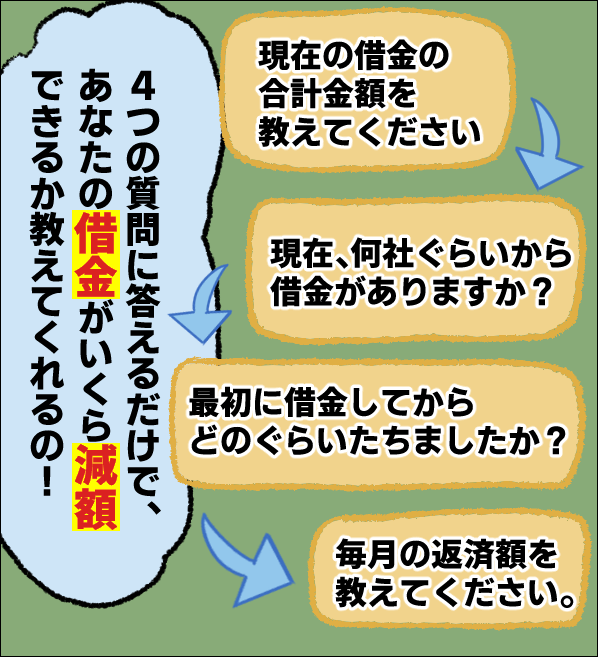 ４つの質問に答えるだけで、
あなたの借金がいくら減額
できるか教えてくれるの！
現在の借金の
合計金額を
教えてください
現在、何社ぐらいから
借金がありますか？
最初に借金してから
どのぐらいたちましたか？
毎月の返済額を
教えてください。